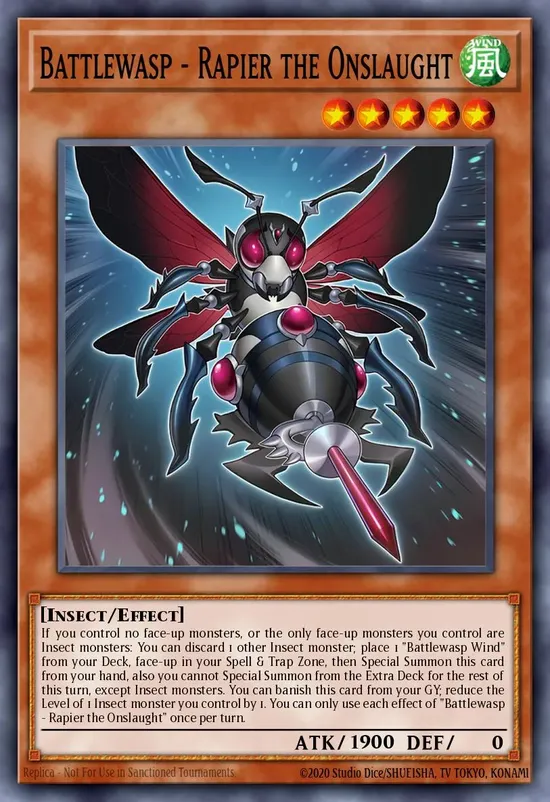 BATTLEWASP - RAPIER THE ONSLAUGHT
WIND
風
[INSECT/EFFECT]
If you control no face-up monsters, or the only face-up monsters you control are
Insect monsters: You can discard 1 other Insect monster; place 1 "Battlewasp Wind"
from your Deck, face-up in your Spell & Trap Zone, then Special Summon this card
from your hand, also you cannot Special Summon from the Extra Deck for the rest of
this turn, except Insect monsters. You can banish this card from your GY; reduce the
Level of 1 Insect monster you control by 1. You can only use each effect of "Battlewasp
- Rapier the Onslaught" once per turn.
ATK/ 1900 DEF/ 0
Replica - Not For Use in Sanctioned Tournaments
©2020 Studio Dice/SHUEISHA, TV TOKYO, KONAMI